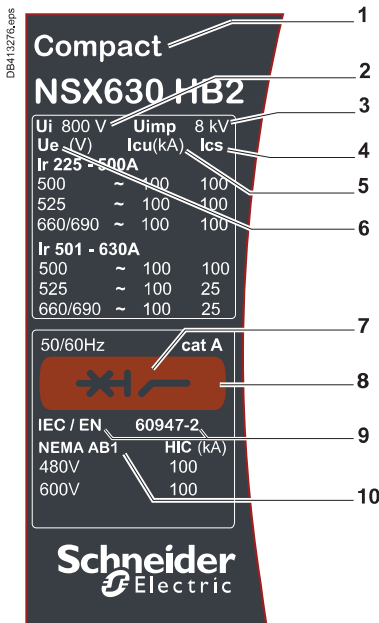 DB413276.eps
Compact 1
NSX630 HB2 2
Ui 800 V Uimp 8 kV 3
Ue (V) Icu(kA) Ics 4
Ir 225 - 500A 5
500 ~ 100 100
525 ~ 100 100
660/690 ~ 100 100 6
Ir 501 - 630A
500 ~ 100 100
525 ~ 100 25
660/690 ~ 100 25
7
50/60Hz cat A
8
IEC / EN 60947-2 9
NEMA AB1 HIC (kA)
480V 100
600V 100 10
Schneider
Electric